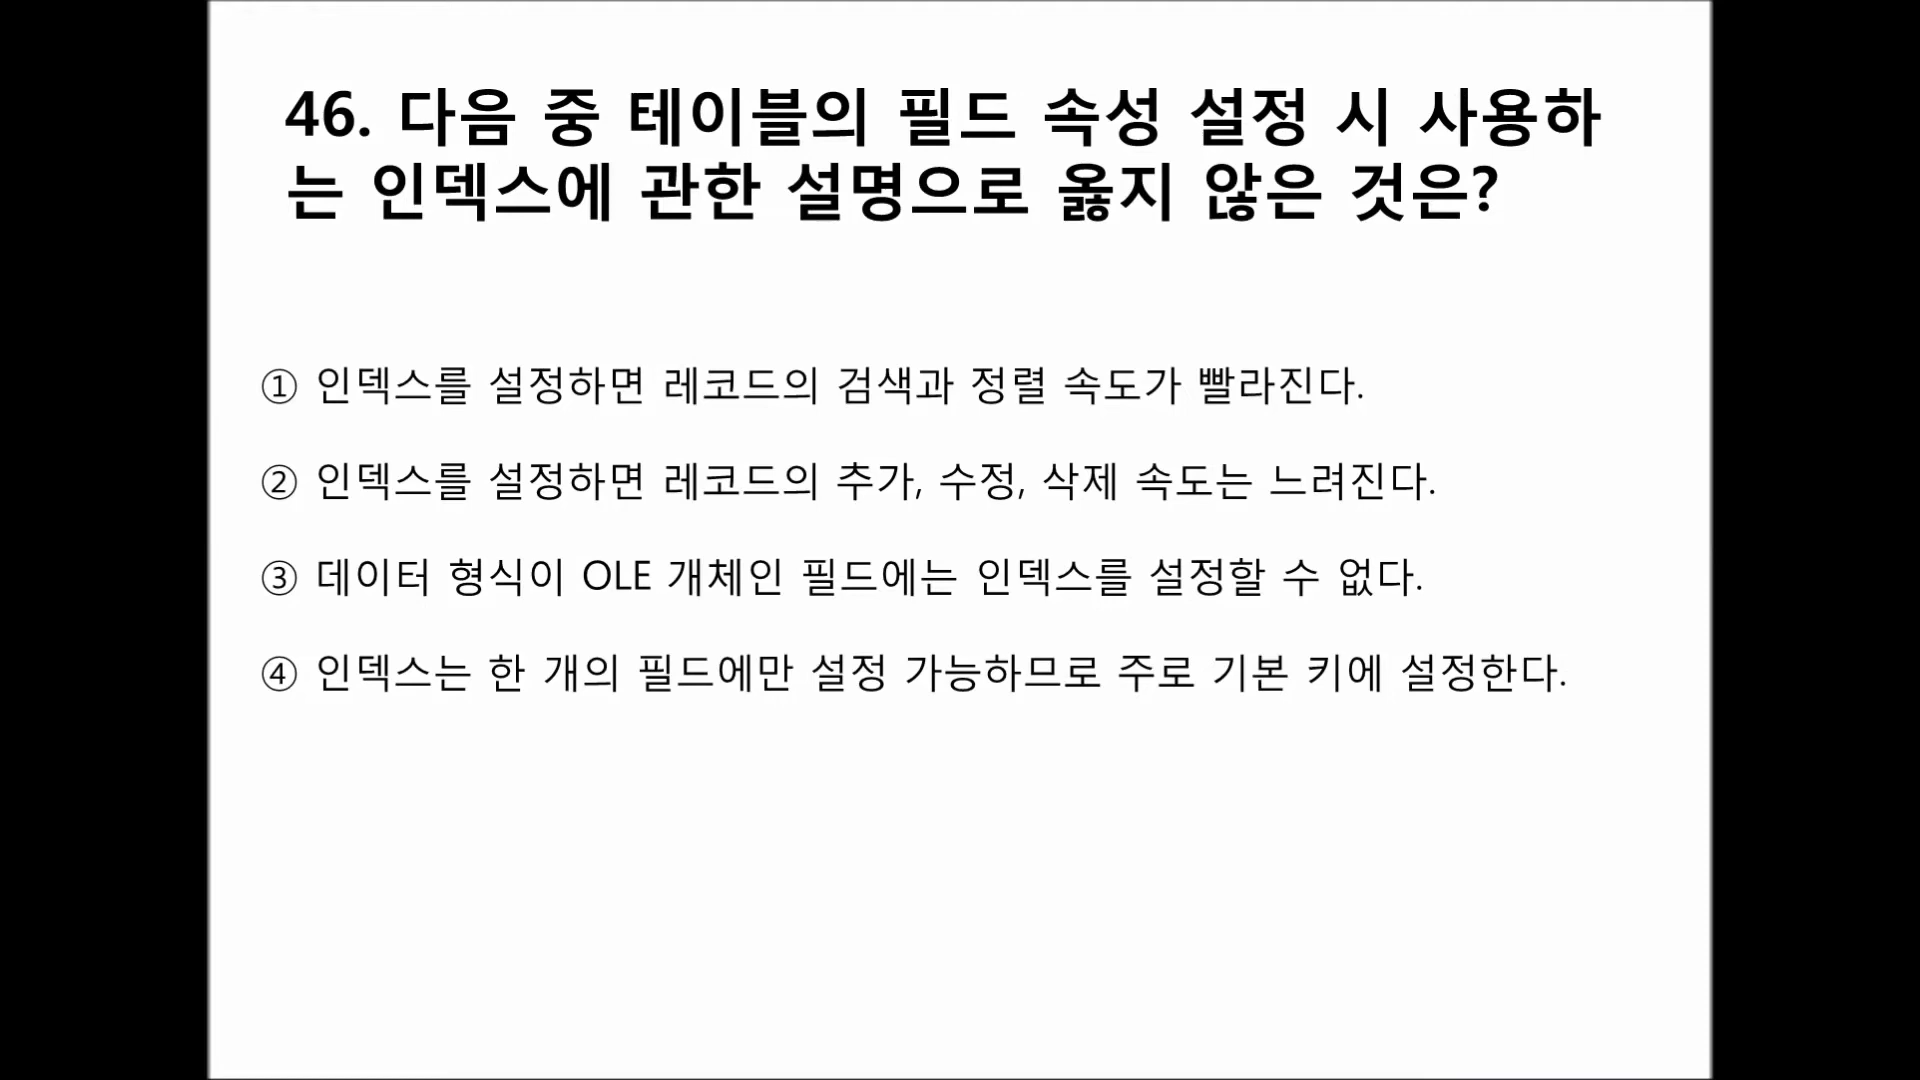 46. 다음 중 테이블의 필드 속성 설정 시 사용하
는 인덱스에 관한 설명으로 옳지 않은 것은?
① 인덱스를 설정하면 레코드의 검색과 정렬 속도가 빨라진다.
② 인덱스를 설정하면 레코드의 추가, 수정, 삭제 속도는 느려진다.
③ 데이터 형식이 OLE 개체인 필드에는 인덱스를 설정할 수 없다.
④ 인덱스는 한 개의 필드에만 설정 가능하므로 주로 기본 키에 설정한다.